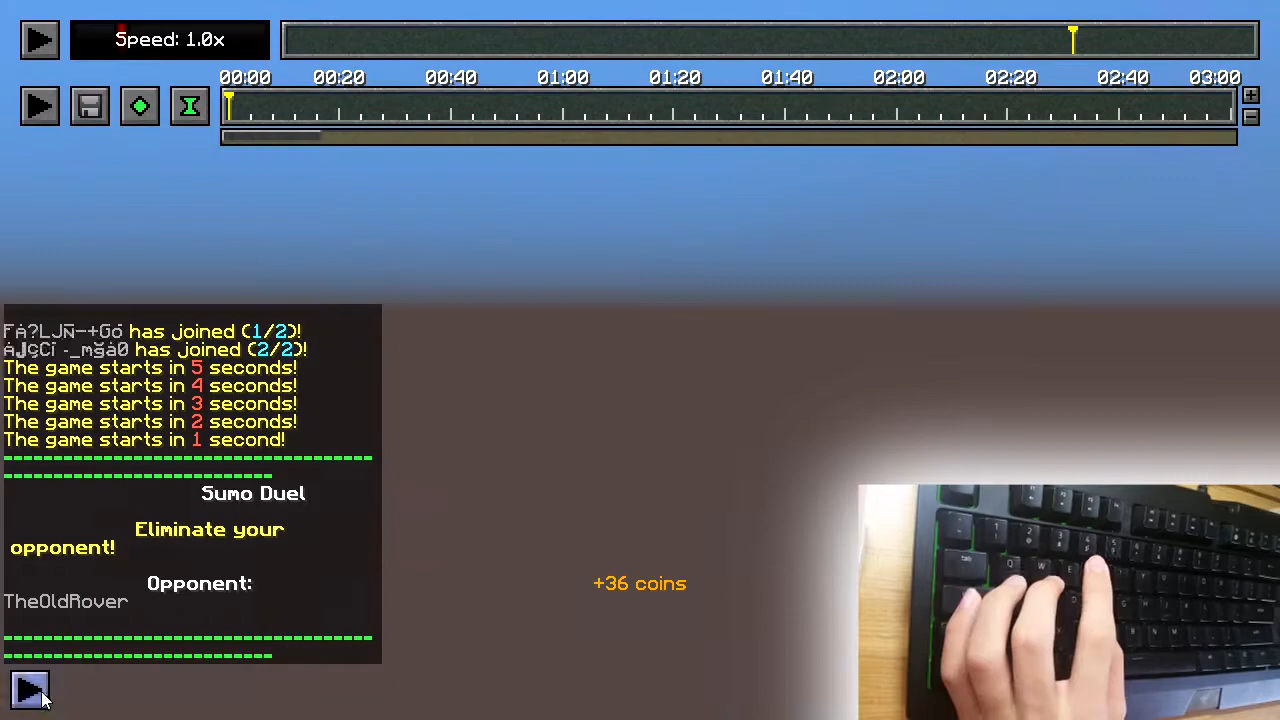 Speed: 1.0x
00:00 00:20 00:40 01:00 01:20 01:40 02:00 02:20 02:40 03:00
has joined (1/2)!
has joined (2/2)!
The game starts in 5 seconds!
The game starts in 4 seconds!
The game starts in 3 seconds!
The game starts in 2 seconds!
The game starts in 1 second!
Sumo Duel
Eliminate your
opponent!
Opponent:
TheOldRover
+36 coins